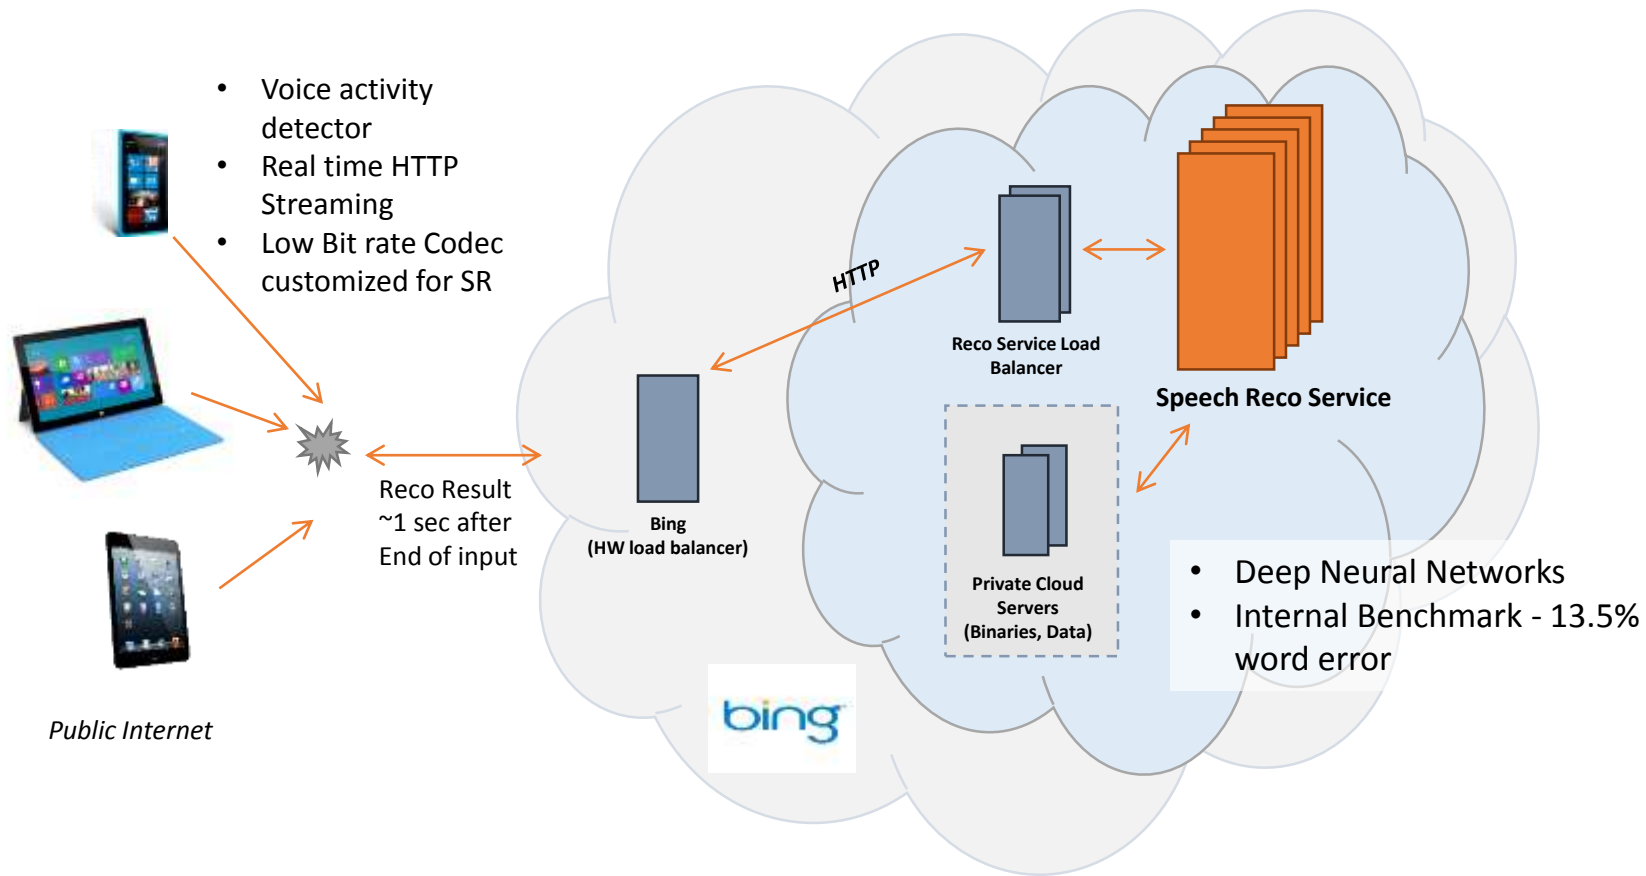 • Voice activity
detector
• Real time HTTP
Streaming
• Low Bit rate Codec
customized for SR
HTTP
Reco Service Load
Balancer
Speech Reco Service
Reco Result
~1 sec after
End of input
Bing
(HW load balancer)
Private Cloud
Servers
(Binaries, Data)
• Deep Neural Networks
• Internal Benchmark - 13.5%
word error
bing
Public Internet